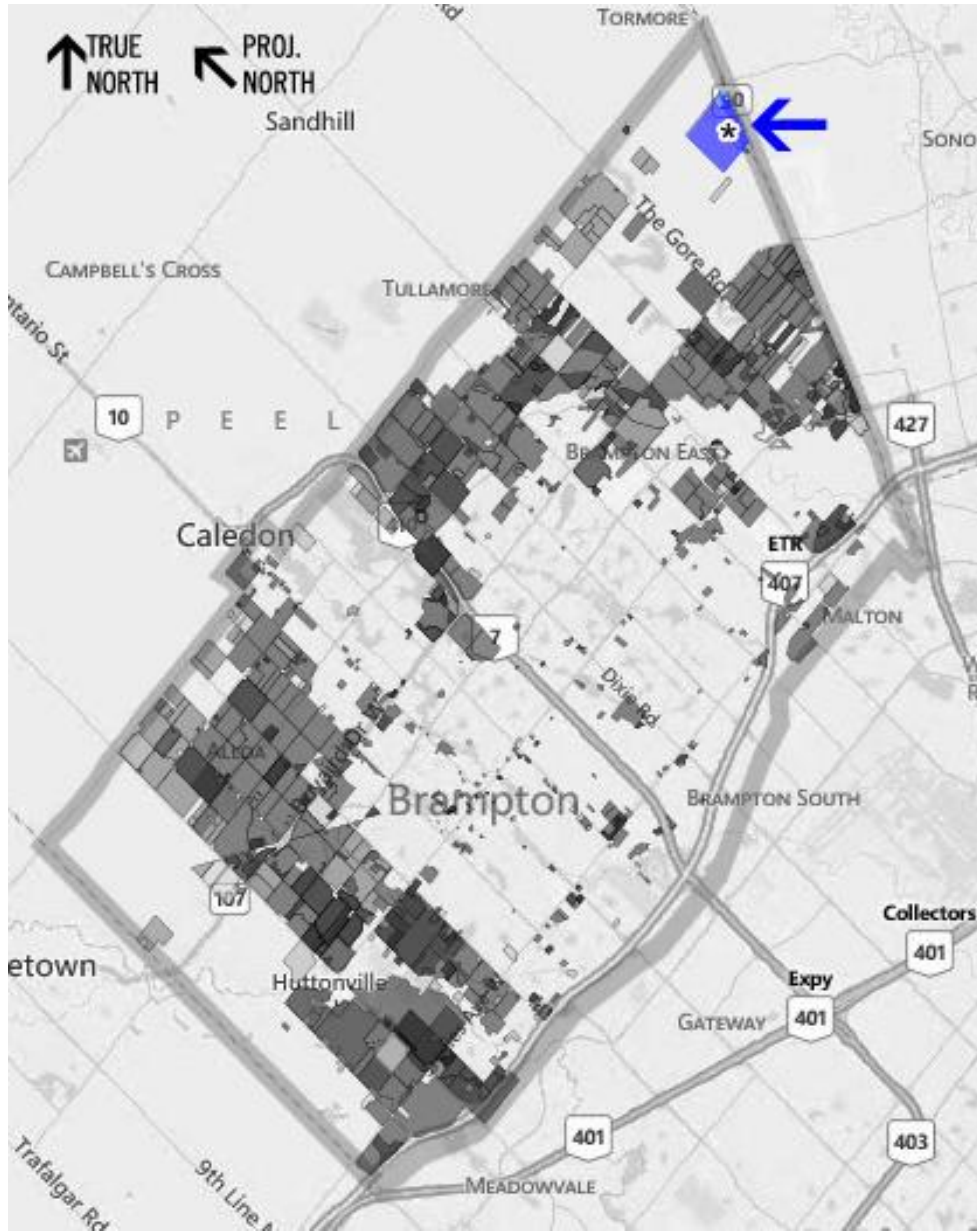 TORMORE
TRUE
NORTH
PROJ.
NORTH
Sandhill
*
SONO
The Gore Rd
CAMPBELL'S CROSS
TULLAMORE
ntario St
10
P E E L
427
BRAMPTON EAST
Caledon
ETR
407
MALTON
7
Dixie Rd
ALLOA
Brampton
BRAMPTON SOUTH
107
Collectors
401
etown
Huttonville
Expy
401
GATEWAY
401
403
Trafalgar Rd
9th Line N
MEADOWVALE